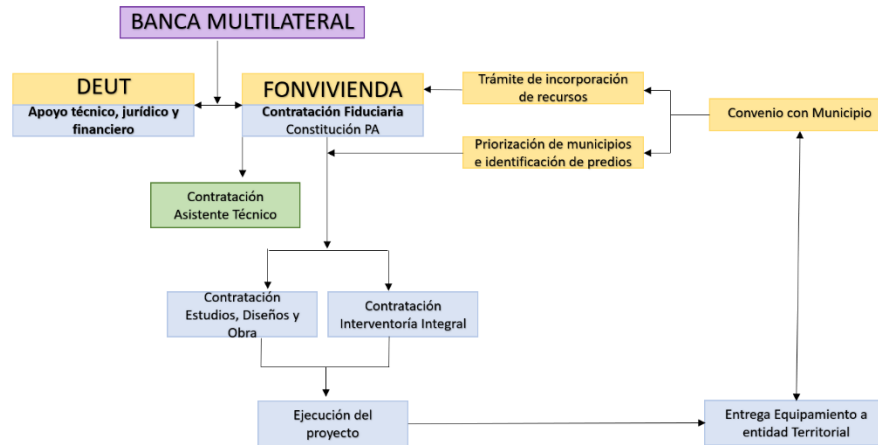 BANCA MULTILATERAL
DEUT
Apoyo técnico, jurídico y
financiero
FONVIVIENDA
Contratación Fiduciaria
Constitución PA
Trámite de incorporación
de recursos
Convenio con Municipio
Priorización de municipios
e identificación de predios
Contratación
Asistente Técnico
Contratación
Estudios, Diseños y
Obra
Contratación
Interventoría Integral
Ejecución del
proyecto
Entrega Equipamiento a
entidad Territorial